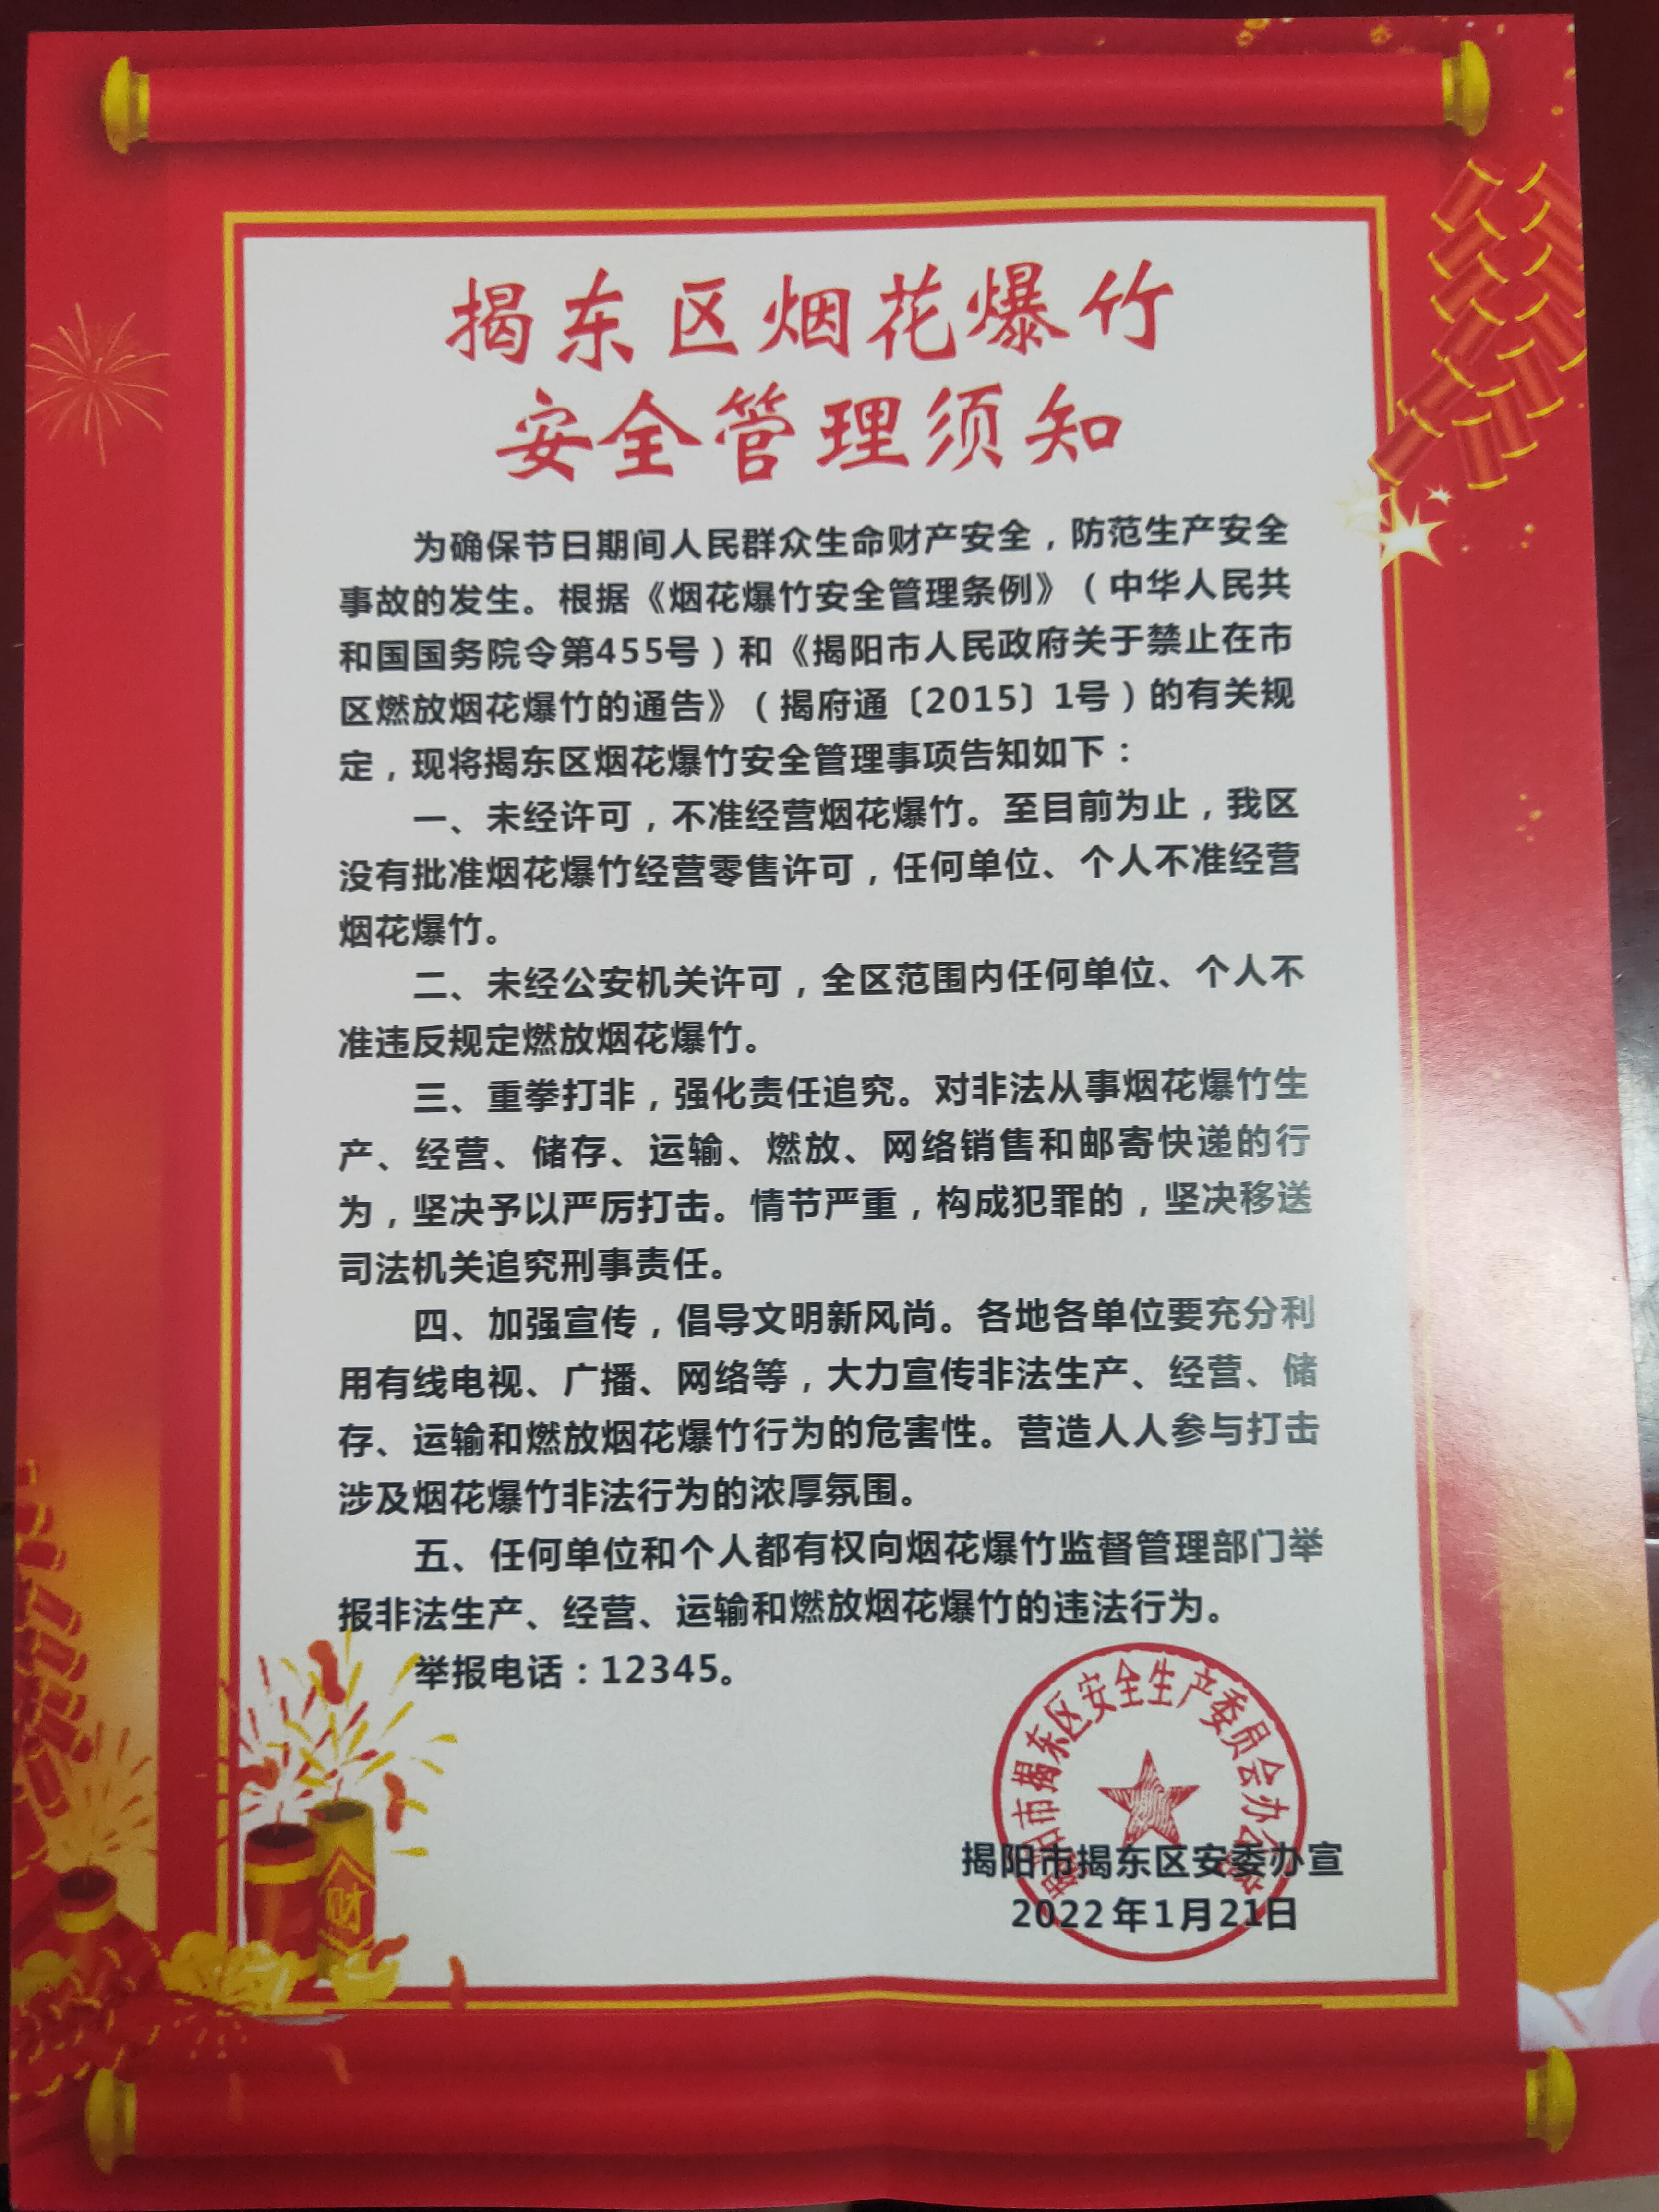 揭东区烟花爆竹
安全管理须知
为确保节日期间人民群众生命财产安全，防范生产安全
事故的发生。根据《烟花爆竹安全管理条例》（中华人民共
和国国务院令第455号）和《揭阳市人民政府关于禁止在市
区燃放烟花爆竹的通告》（揭府通〔2015〕1号）的有关规
定，现将揭东区烟花爆竹安全管理事项告知如下：
一、未经许可，不准经营烟花爆竹。至目前为止，我区
没有批准烟花爆竹经营零售许可，任何单位、个人不准经营
烟花爆竹。
二、未经公安机关许可，全区范围内任何单位、个人不
准违反规定燃放烟花爆竹。
三、重拳打非，强化责任追究。对非法从事烟花爆竹生
产、经营、储存、运输、燃放、网络销售和邮寄快递的行
为，坚决予以严厉打击。情节严重，构成犯罪的，坚决移送
司法机关追究刑事责任。
四、加强宣传，倡导文明新风尚。各地各单位要充分利
用有线电视、广播、网络等，大力宣传非法生产、经营、储
存、运输和燃放烟花爆竹行为的危害性。营造人人参与打击
涉及烟花爆竹非法行为的浓厚氛围。
五、任何单位和个人都有权向烟花爆竹监督管理部门举
报非法生产、经营、运输和燃放烟花爆竹的违法行为。
举报电话：12345。
揭阳市揭东区安全生产委员会办公室
揭阳市揭东区安委办宣
2022年1月21日
财